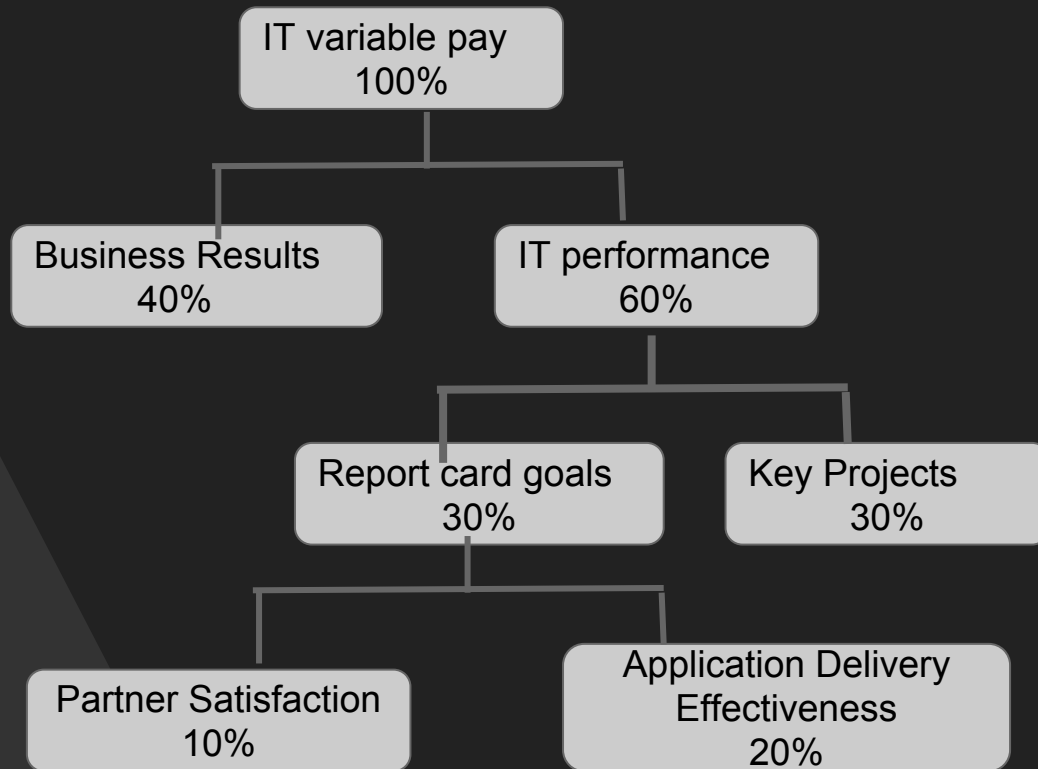 IT variable pay
100%
Business Results
40%
IT performance
60%
Report card goals
30%
Key Projects
30%
Partner Satisfaction
10%
Application Delivery
Effectiveness
20%